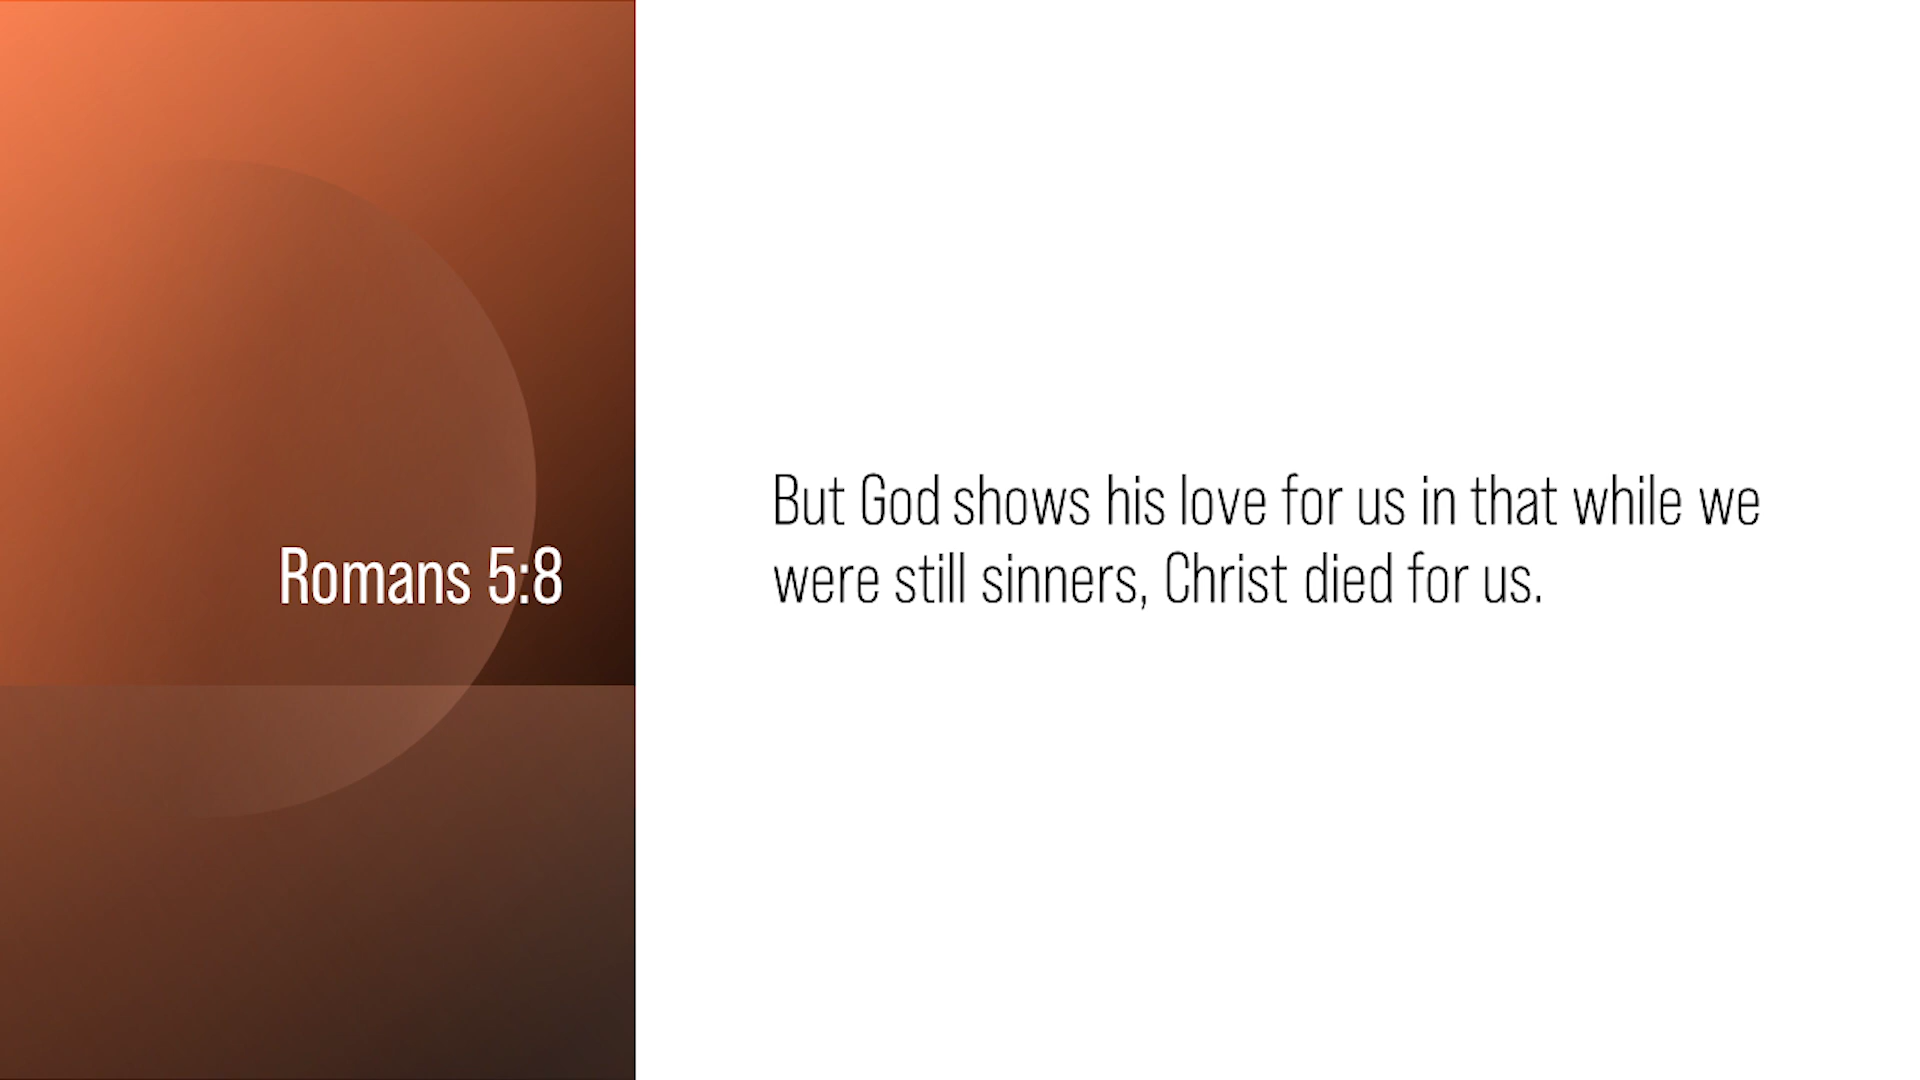 Romans 5:8
But God shows his love for us in that while we
were still sinners, Christ died for us.